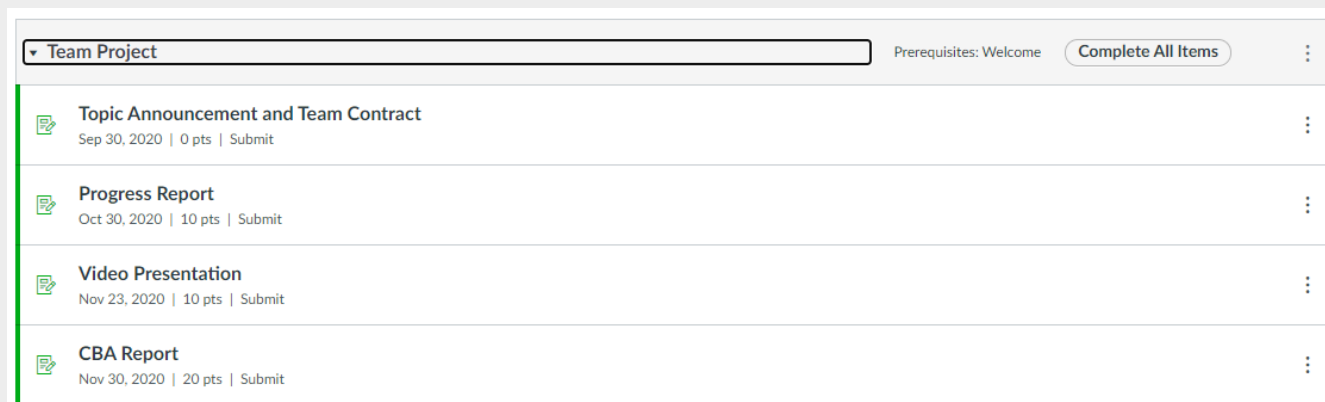 Team Project
Prerequisites: Welcome
Complete All Items
Topic Announcement and Team Contract
Sep 30, 2020 | 0 pts | Submit
Progress Report
Oct 30, 2020 | 10 pts | Submit
Video Presentation
Nov 23, 2020 | 10 pts | Submit
CBA Report
Nov 30, 2020 | 20 pts | Submit